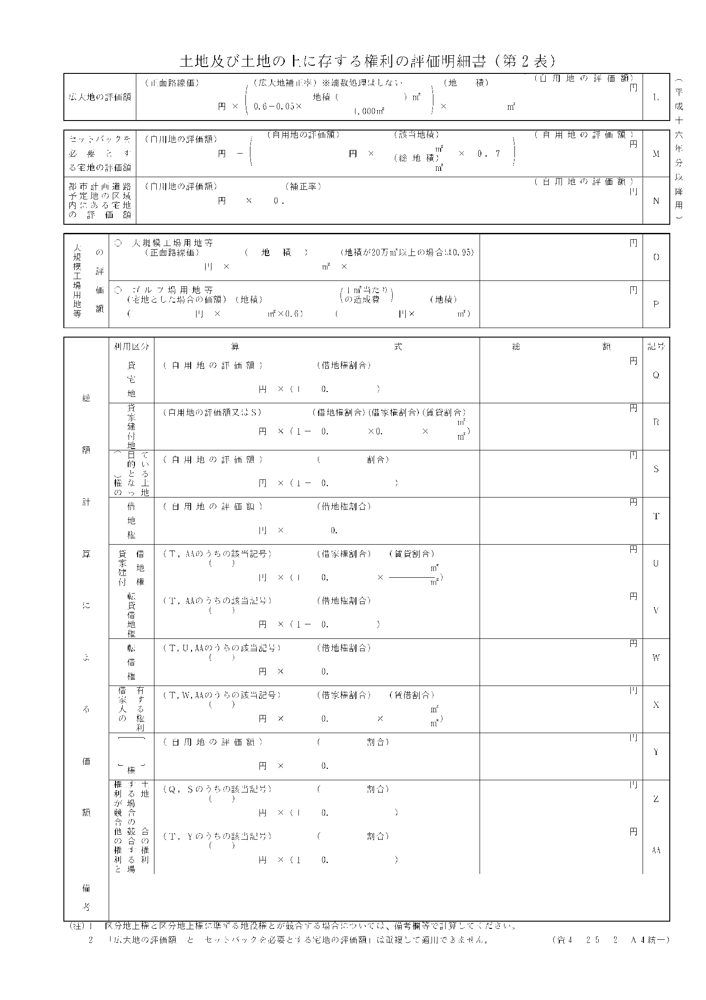 土地及び土地の上に存する権利の評価明細書（第２表）
（平成十六年分以降用）
広大地の評価額
（正面路線価） （広大地補正率）※端数処理はしない （地 積） （自用地の評価額）
地積（ ）㎡ 円
円 × 0.6－0.05× × ㎡ L
1,000㎡
セットバックを必要とする宅地の評価額
（自用地の評価額） （自用地の評価額） （該当地積） （自用地の評価額）
円
円 － 円 × ㎡ × 0．7 M
（総 地 積）
㎡
都市計画道路予定地の区域内にある宅地の評価額
（自用地の評価額） （補正率） （自用地の評価額）
円
円 × 0． N
大規模工場用地等の評価額
○ 大規模工場用地等 円
（正面路線価） （ 地 積 ） （地積が20万㎡以上の場合は0.95）
円 × ㎡ × O
○ ゴルフ場用地等 円
（宅地とした場合の価額）（地積） （1㎡当たりの造成費） （地積）
（ 円 × ㎡×0.6） （ 円× ㎡） P
総額計算による価額
利用区分 算 式 総 額 記号
貸宅地
（自用地の評価額） （借地権割合） 円
円 ×（1 0. ） Q
貸家建付地
（自用地の評価額又はＳ） （借地権割合）（借家権割合）（賃貸割合） 円
㎡
円 ×（1－ 0. ×0. × ） R
㎡
（ ）権の目的となっている土地
（自用地の評価額） （ 割合） 円
円 ×（1－ 0. ） S
借地権
（自用地の評価額） （借地権割合） 円
円 × 0. T
貸家建付借地権
（Ｔ，AAのうちの該当記号） （借家権割合） （賃貸割合） 円
（ ） ㎡
円 ×（1 0. × ） U
㎡
転貸借地権
（Ｔ，AAのうちの該当記号） （借地権割合） 円
（ ）
円 ×（1－ 0. ） V
転借権
（Ｔ,Ｕ,AAのうちの該当記号） （借地権割合） 円
（ ）
円 × 0. W
借家人の有する権利
（Ｔ,Ｗ,AAのうちの該当記号） （借家権割合） （賃借割合） 円
（ ） ㎡
円 × 0. × ） X
㎡
〔 〕権
（自用地の評価額） （ 割合） 円
円 × 0. Y
権利が競合する場合の土地
（Ｑ，Ｓのうちの該当記号） （ 割合） 円
（ ）
円 ×（1 0. ） Z
他の権利と競合する場合の権利
（Ｔ，Ｙのうちの該当記号） （ 割合） 円
（ ）
円 ×（1 0. ） AA
備考
（注）1 区分地上権と区分地上権に準ずる地役権とが競合する場合については、備考欄等で計算してください。
2 「広大地の評価額 と セットバックを必要とする宅地の評価額」は重複して適用できません。 （資4 25 2 A4統一）